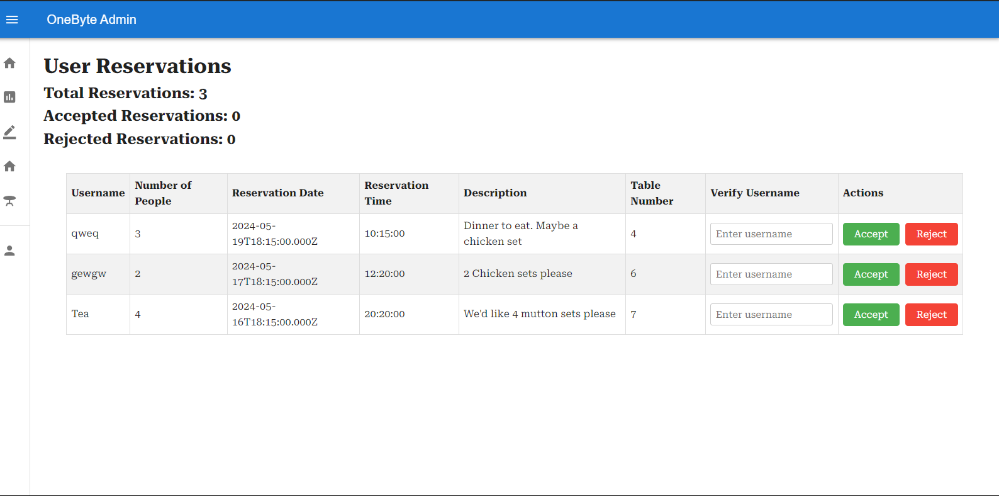 OneByte Admin
User Reservations
Total Reservations: 3
Accepted Reservations: 0
Rejected Reservations: 0
Username
Number of
People
Reservation Date
Reservation
Time
Description
Table
Number
Verify Username
Actions
qweq
3
2024-05-
19T18:15:00.000Z
10:15:00
Dinner to eat. Maybe a
chicken set
4
Enter username
Accept
Reject
gewgw
2
2024-05-
17T18:15:00.000Z
12:20:00
2 Chicken sets please
6
Enter username
Accept
Reject
Tea
4
2024-05-
16T18:15:00.000Z
20:20:00
We'd like 4 mutton sets please
7
Enter username
Accept
Reject